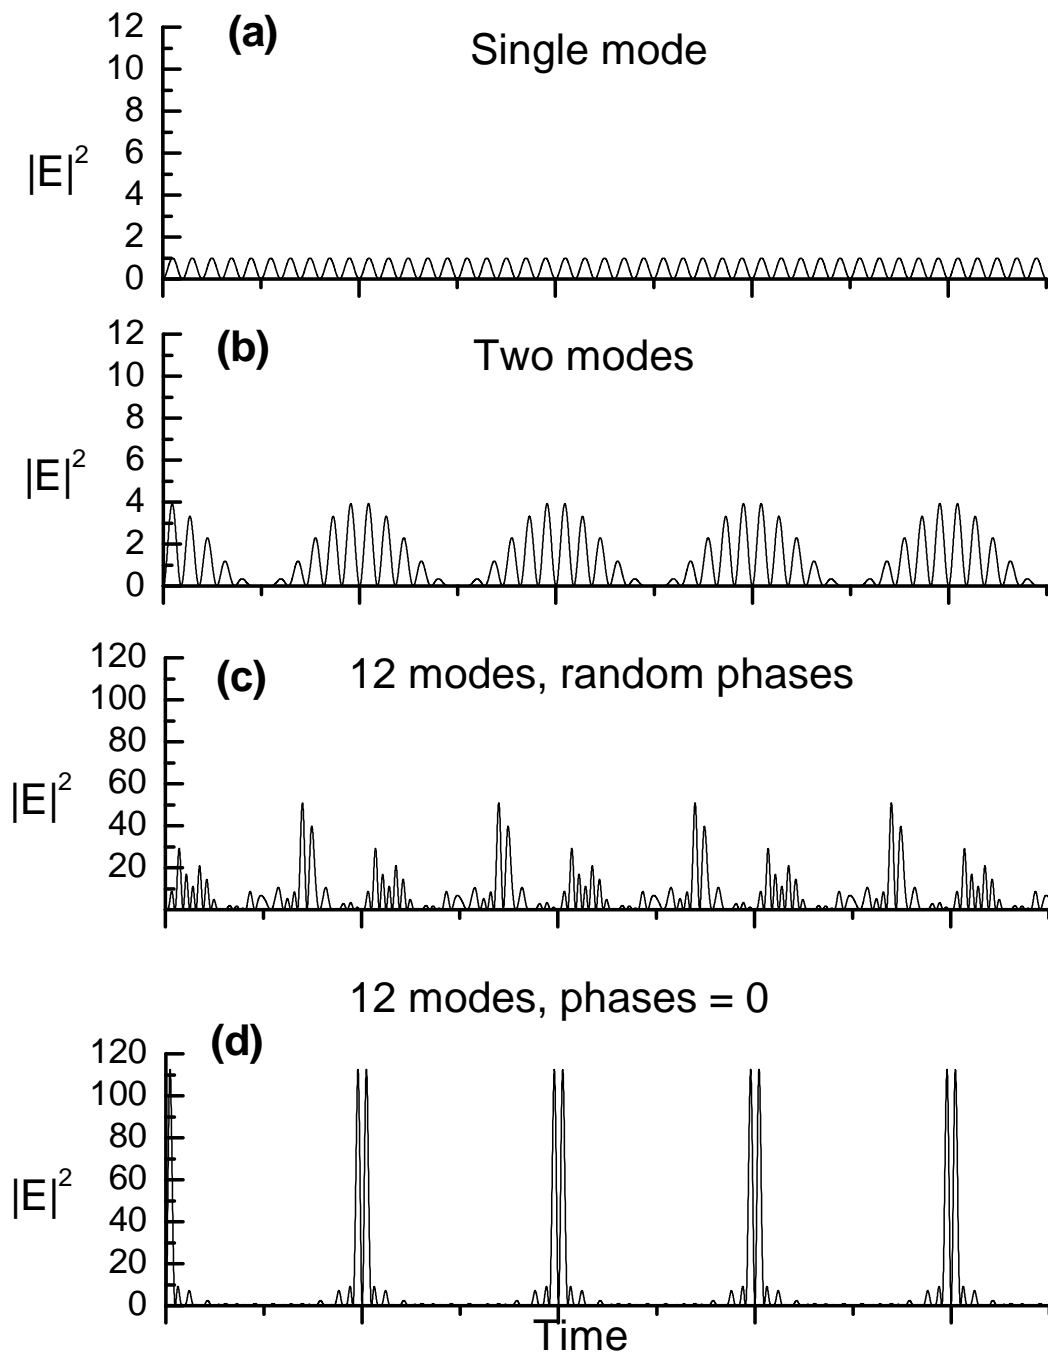 (a)
Single mode
12
10
8
6
4
2
0
|E|²
(b)
Two modes
12
10
8
6
4
2
0
|E|²
(c)
12 modes, random phases
120
100
80
60
40
20
|E|²
12 modes, phases = 0
(d)
120
100
80
60
40
20
0
|E|²
Time